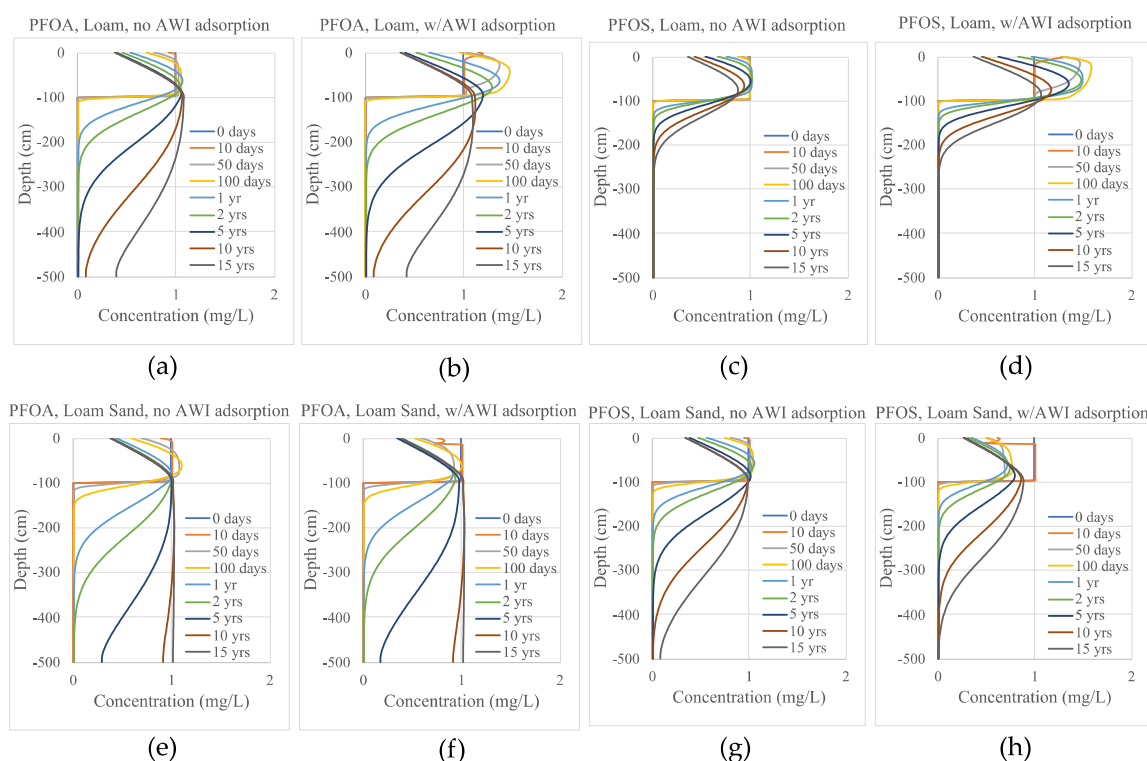 PFOA, Loam, no AWI adsorption
0 1 2
0
-100
-200
-300
-400
-500
Depth (cm)
Concentration (mg/L)
0 days
10 days
50 days
100 days
1 yr
2 yrs
5 yrs
10 yrs
15 yrs
(a)
PFOA, Loam, w/AWI adsorption
0 1 2
0
-100
-200
-300
-400
-500
Depth (cm)
Concentration (mg/L)
0 days
10 days
50 days
100 days
1 yr
2 yrs
5 yrs
10 yrs
15 yrs
(b)
PFOS, Loam, no AWI adsorption
0 1 2
0
-100
-200
-300
-400
-500
Depth (cm)
Concentration (mg/L)
0 days
10 days
50 days
100 days
1 yr
2 yrs
5 yrs
10 yrs
15 yrs
(c)
PFOS, Loam, w/AWI adsorption
0 1 2
0
-100
-200
-300
-400
-500
Depth (cm)
Concentration (mg/L)
0 days
10 days
50 days
100 days
1 yr
2 yrs
5 yrs
10 yrs
15 yrs
(d)
PFOA, Loam Sand, no AWI adsorption
0 1 2
0
-100
-200
-300
-400
-500
Depth (cm)
Concentration (mg/L)
0 days
10 days
50 days
100 days
1 yr
2 yrs
5 yrs
10 yrs
15 yrs
(e)
PFOA, Loam Sand, w/AWI adsorption
0 1 2
0
-100
-200
-300
-400
-500
Depth (cm)
Concentration (mg/L)
0 days
10 days
50 days
100 days
1 yr
2 yrs
5 yrs
10 yrs
15 yrs
(f)
PFOS, Loam Sand, no AWI adsorption
0 1 2
0
-100
-200
-300
-400
-500
Depth (cm)
Concentration (mg/L)
0 days
10 days
50 days
100 days
1 yr
2 yrs
5 yrs
10 yrs
15 yrs
(g)
PFOS, Loam Sand, w/AWI adsorption
0 1 2
0
-100
-200
-300
-400
-500
Depth (cm)
Concentration (mg/L)
0 days
10 days
50 days
100 days
1 yr
2 yrs
5 yrs
10 yrs
15 yrs
(h)